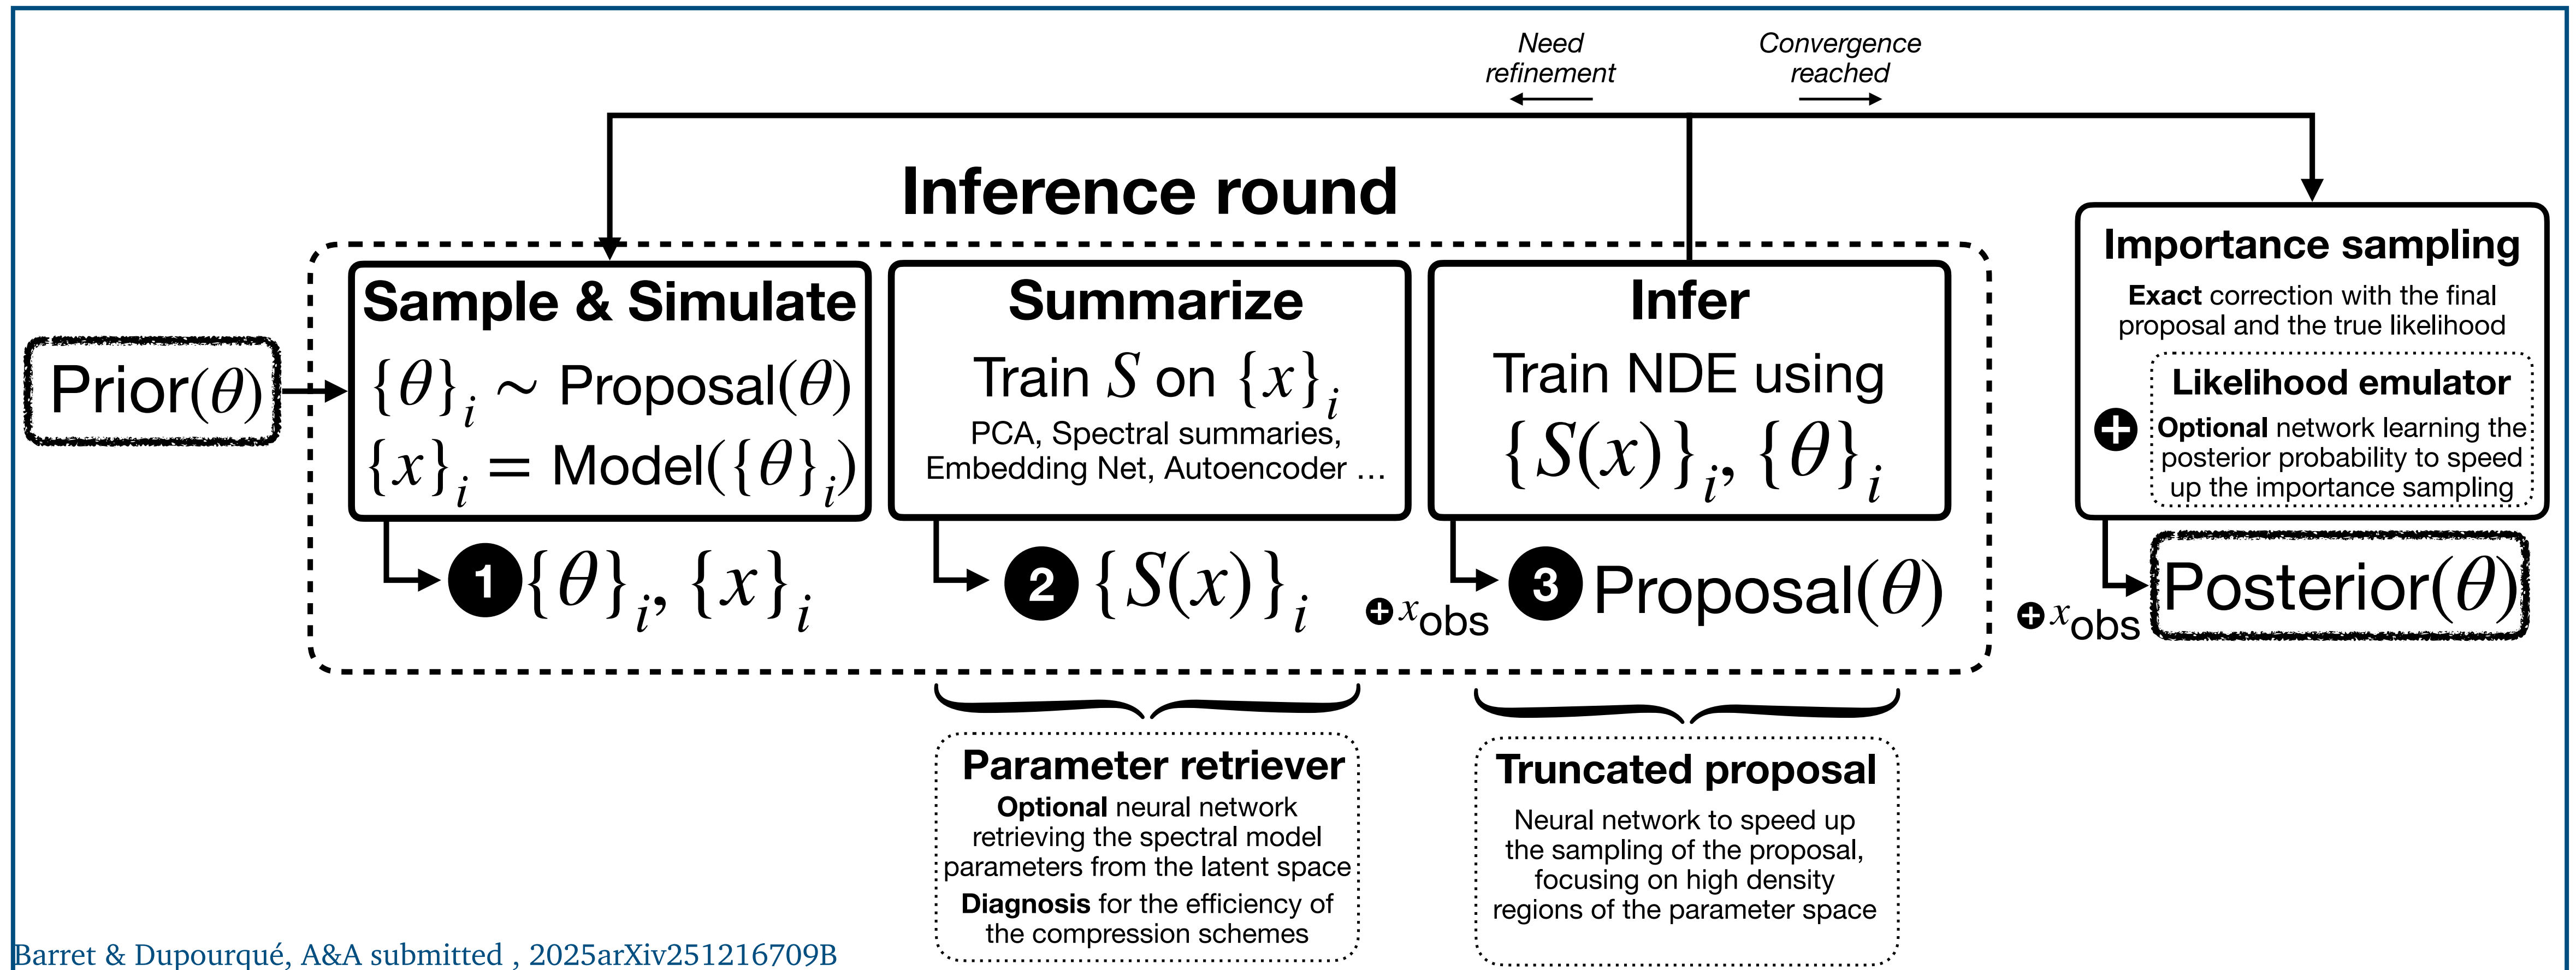 Need
refinement
Convergence
reached
Inference round
Prior(θ)
Sample & Simulate
{θ}ᵢ ∼ Proposal(θ)
{x}ᵢ = Model({θ}ᵢ)
1 {θ}ᵢ, {x}ᵢ
Summarize
Train S on {x}ᵢ
PCA, Spectral summaries,
Embedding Net, Autoencoder ...
2 {S(x)}ᵢ
Infer
Train NDE using
{S(x)}ᵢ, {θ}ᵢ
+ x_obs
3 Proposal(θ)
Importance sampling
Exact correction with the final
proposal and the true likelihood
+
Likelihood emulator
Optional network learning the
posterior probability to speed
up the importance sampling
+ x_obs
Posterior(θ)
Parameter retriever
Optional neural network
retrieving the spectral model
parameters from the latent space
Diagnosis for the efficiency of
the compression schemes
Truncated proposal
Neural network to speed up
the sampling of the proposal,
focusing on high density
regions of the parameter space
Barret & Dupourqué, A&A submitted , 2025arXiv251216709B